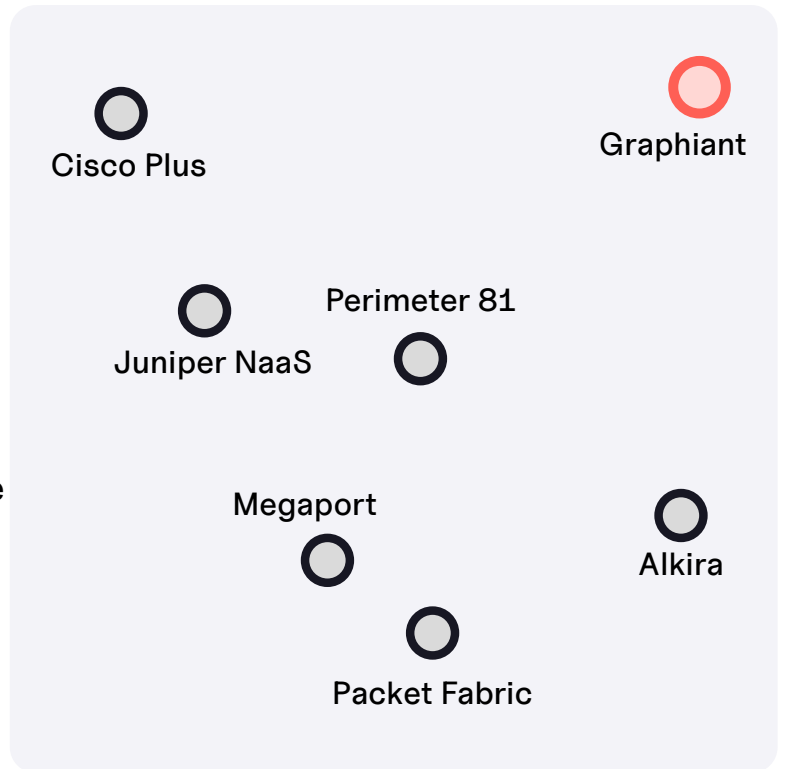 Cisco Plus
Graphiant
Perimeter 81
Juniper NaaS
Megaport
Alkira
Packet Fabric